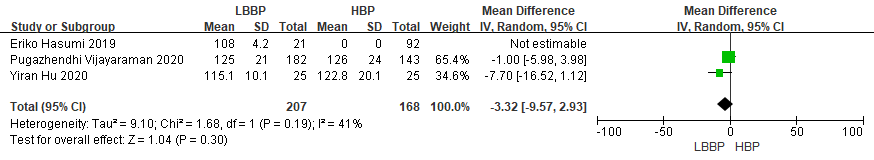 LBBP HBP Mean Difference Mean Difference
Study or Subgroup Mean SD Total Mean SD Total Weight IV, Random, 95% CI IV, Random, 95% CI
Eriko Hasumi 2019 108 4.2 21 0 0 92 Not estimable
Pugazhendhi Vijayaraman 2020 125 21 182 126 24 143 65.4% -1.00 [-5.98, 3.98]
Yiran Hu 2020 115.1 10.1 25 122.8 20.1 25 34.6% -7.70 [-16.52, 1.12]
Total (95% CI) 207 168 100.0% -3.32 [-9.57, 2.93]
Heterogeneity: Tau² = 9.10; Chi² = 1.68, df = 1 (P = 0.19); I² = 41%
Test for overall effect: Z = 1.04 (P = 0.30)
-100 -50 0 50 100
LBBP HBP